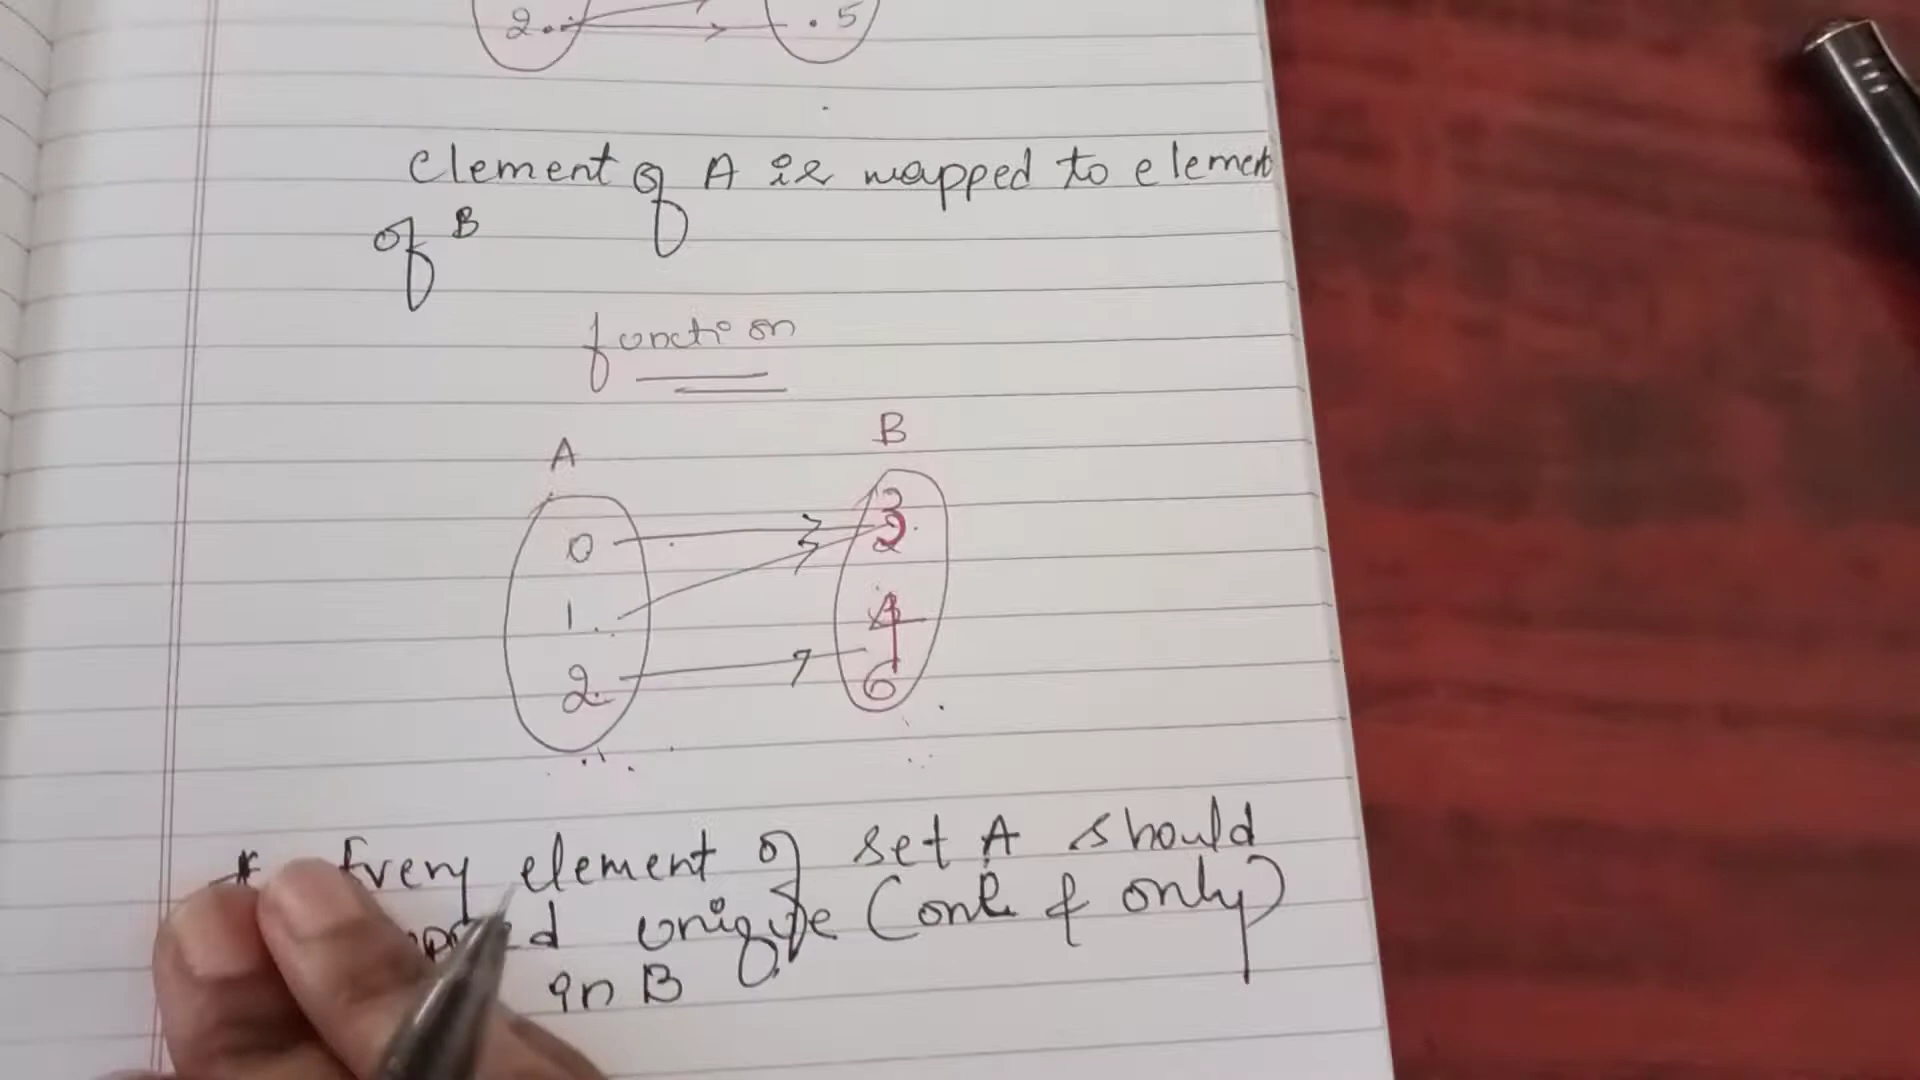 2. . 5
Element of A is mapped to element
of B
function
A B
0 3
1 4
2 6
* Every element of set A should
unique (one & only)
in B